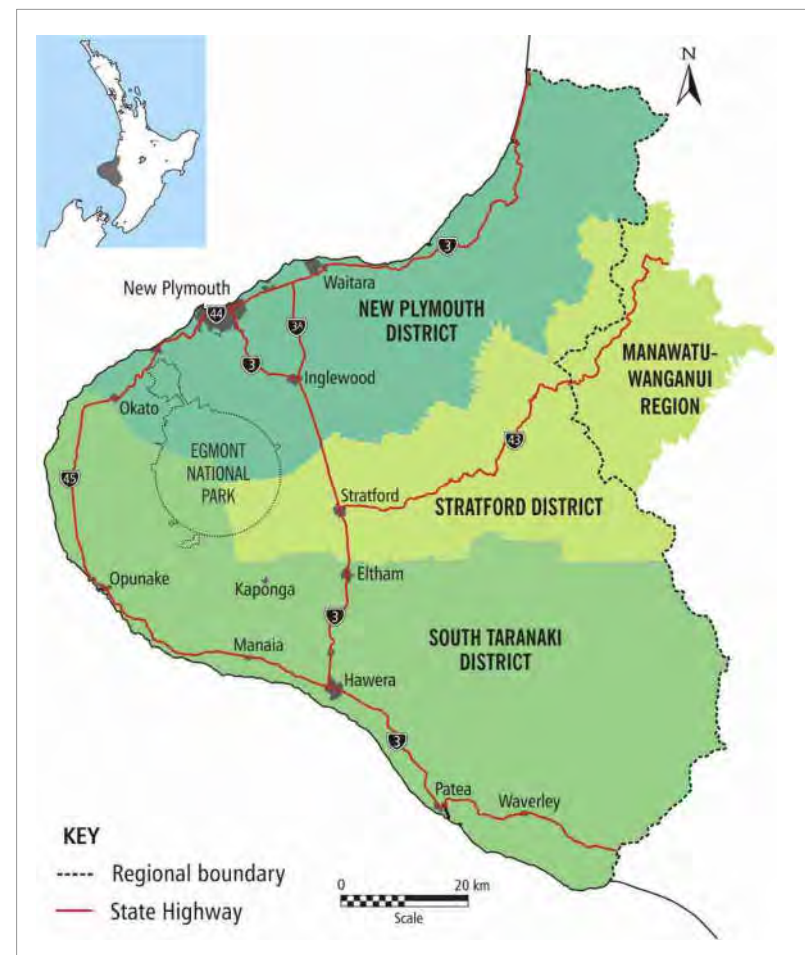 N
3
Waitara
New Plymouth
44
NEW PLYMOUTH
DISTRICT
3A
3
Inglewood
MANAWATU-
WANGANUI
REGION
Okato
EGMONT
NATIONAL
PARK
43
45
Stratford
STRATFORD DISTRICT
Opunake
Kaponga
Eltham
3
SOUTH TARANAKI
DISTRICT
Manaia
Hawera
3
Patea
Waverley
KEY
Regional boundary
State Highway
0 20 km
Scale